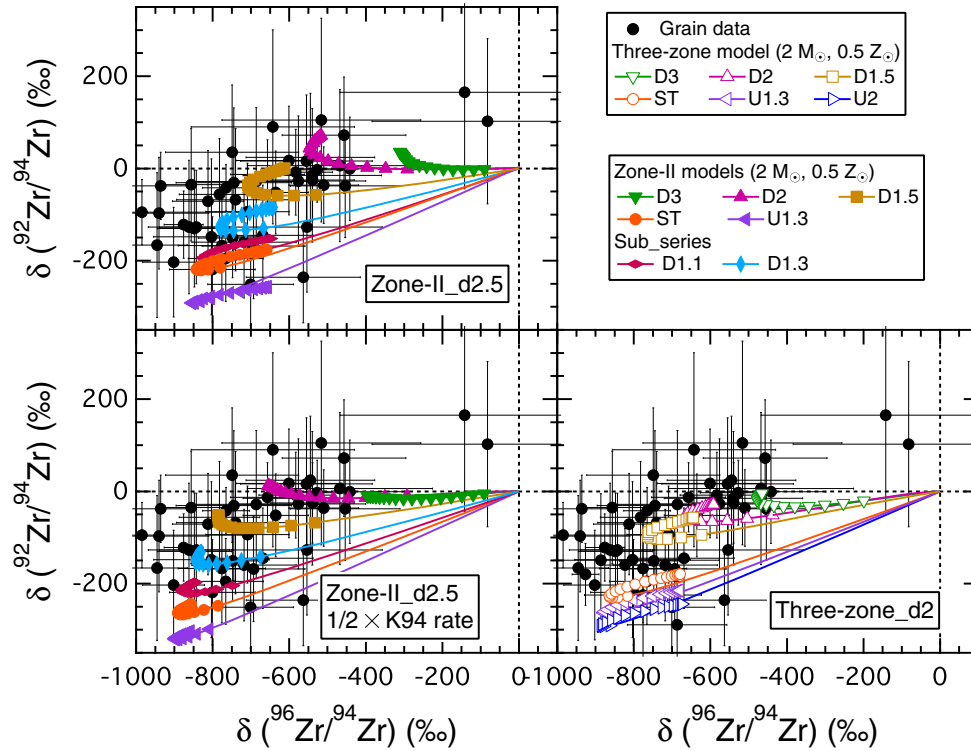 Grain data
Three-zone model (2 M☉, 0.5 Z☉)
D3 D2 D1.5
ST U1.3 U2
Zone-II models (2 M☉, 0.5 Z☉)
D3 D2 D1.5
ST U1.3
Sub_series
D1.1 D1.3
δ (⁹²Zr/⁹⁴Zr) (‰)
200
0
-200
Zone-II_d2.5
δ (⁹²Zr/⁹⁴Zr) (‰)
200
0
-200
Zone-II_d2.5
1/2 × K94 rate
Three-zone_d2
-1000 -800 -600 -400 -200 0
-1000 -800 -600 -400 -200 0
δ (⁹⁶Zr/⁹⁴Zr) (‰)
δ (⁹⁶Zr/⁹⁴Zr) (‰)